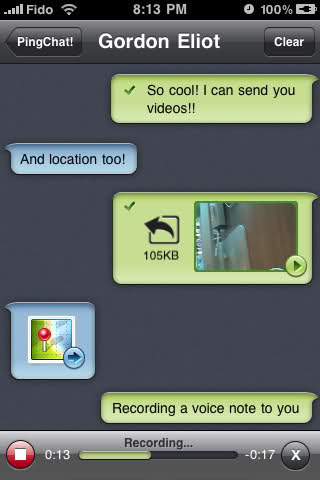 Fido 8:13 PM 100%
PingChat! Gordon Eliot Clear
So cool! I can send you
videos!!
And location too!
105KB
Recording a voice note to you
Recording...
0:13 -0:17 X